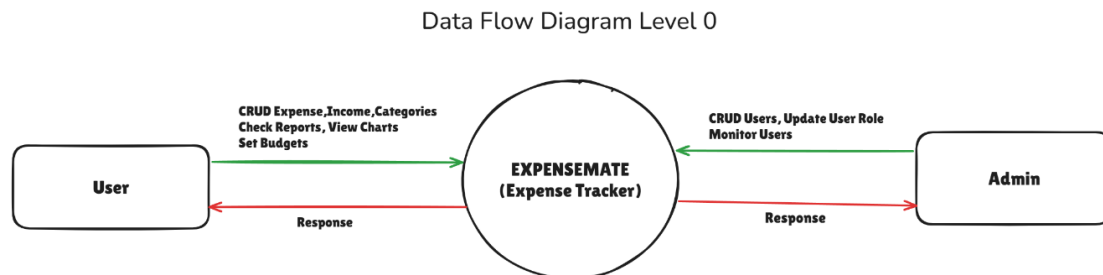 Data Flow Diagram Level 0
CRUD Expense,Income,Categories
Check Reports, View Charts
Set Budgets
CRUD Users, Update User Role
Monitor Users
User
EXPENSEMATE
(Expense Tracker)
Admin
Response
Response